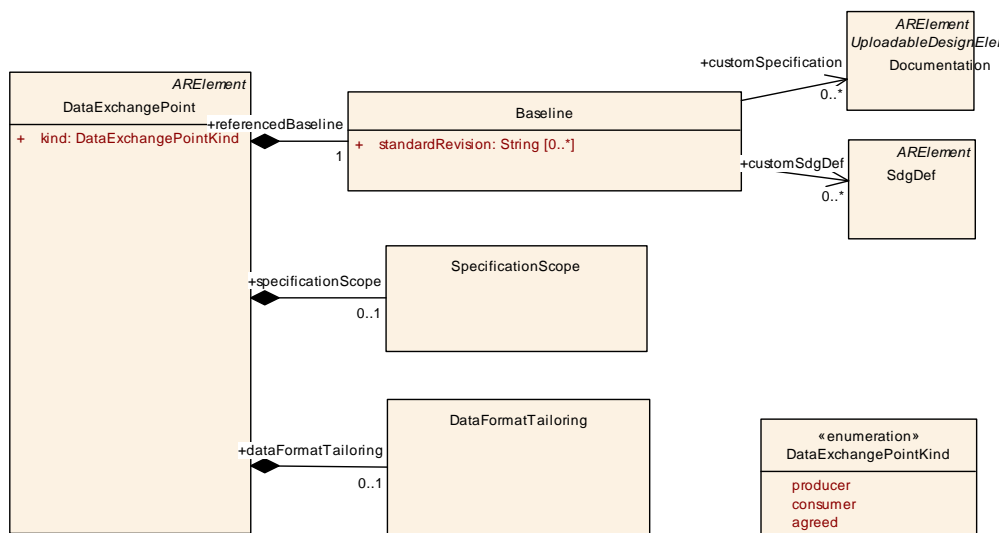 ARElement
DataExchangePoint
+ kind: DataExchangePointKind
+referencedBaseline
1
Baseline
+ standardRevision: String [0..*]
+customSpecification
0..*
ARElement
UploadableDesignEle
Documentation
+customSdgDef
0..*
ARElement
SdgDef
+specificationScope
0..1
SpecificationScope
+dataFormatTailoring
0..1
DataFormatTailoring
«enumeration»
DataExchangePointKind
producer
consumer
agreed